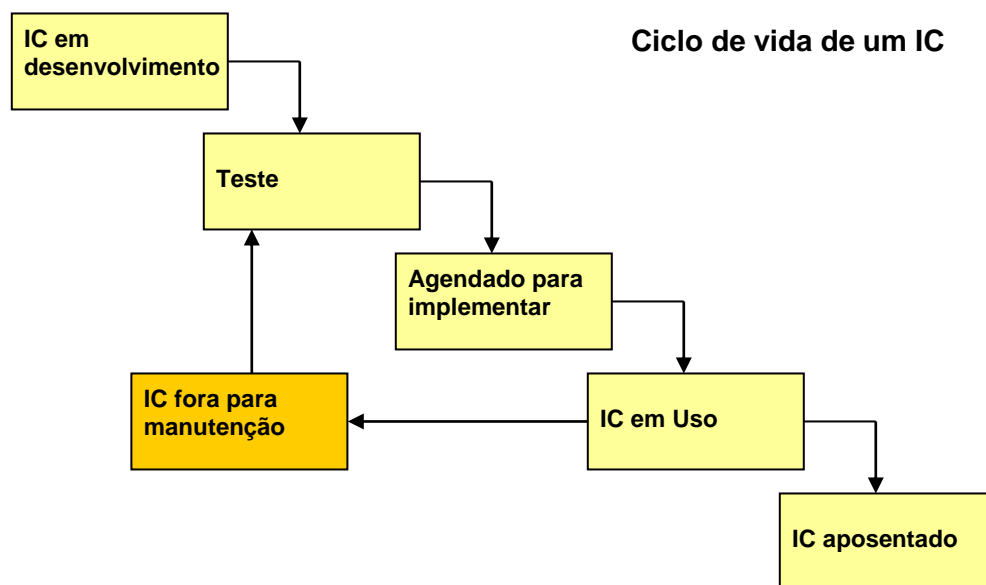 Ciclo de vida de um IC
IC em
desenvolvimento
Teste
Agendado para
implementar
IC fora para
manutenção
IC em Uso
IC aposentado